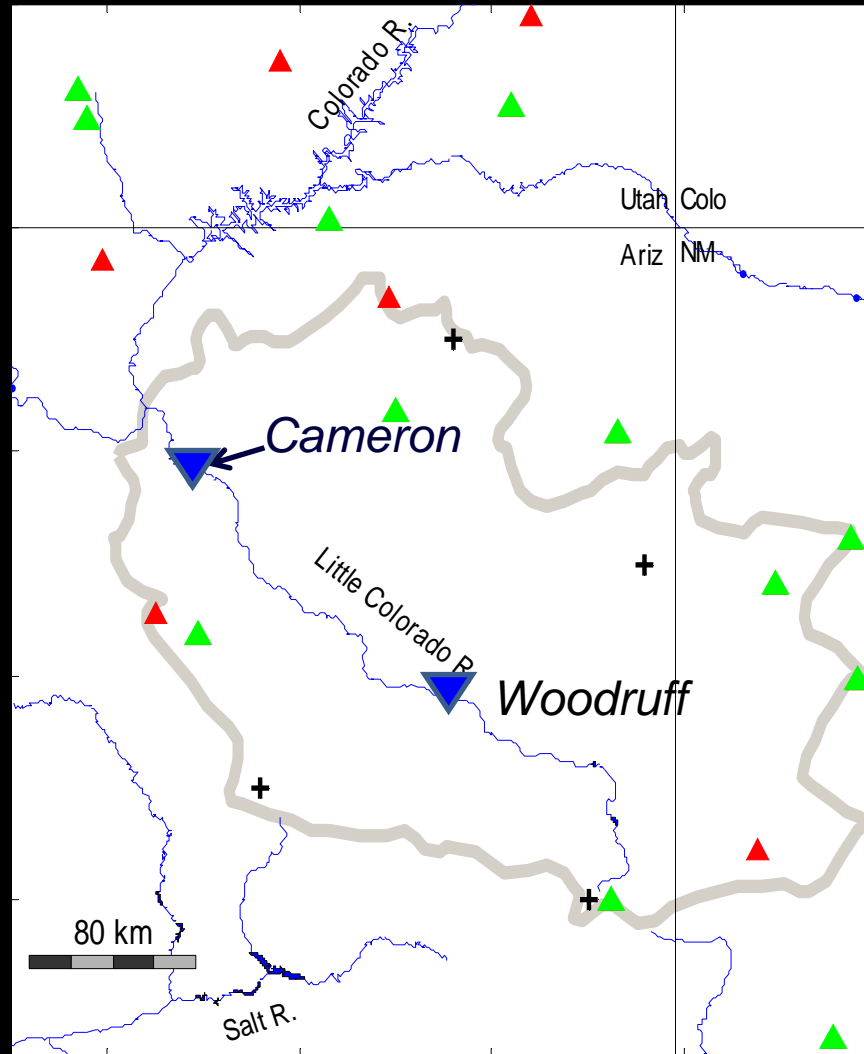 Colorado R.
Utah Colo
Ariz NM
Cameron
Little Colorado R.
Woodruff
80 km
Salt R.